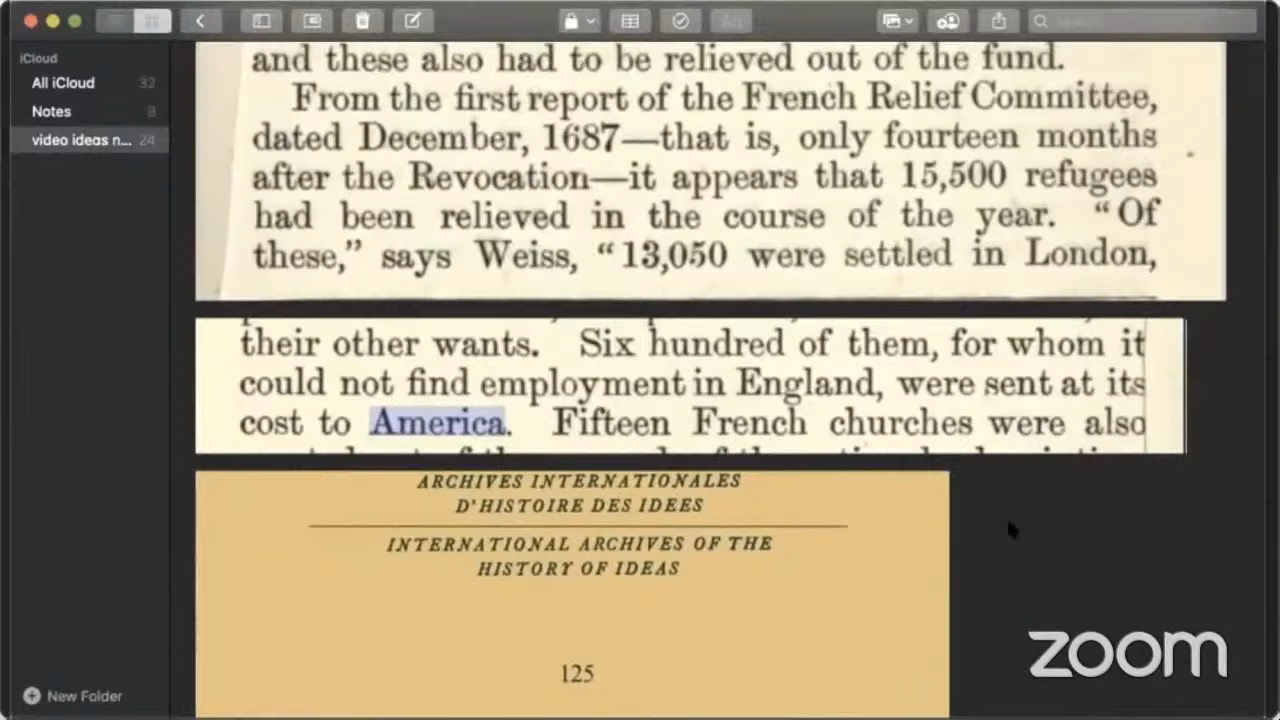 Search
iCloud
All iCloud 32
Notes 8
video ideas n... 24
and these also had to be relieved out of the fund.
From the first report of the French Relief Committee,
dated December, 1687—that is, only fourteen months
after the Revocation—it appears that 15,500 refugees
had been relieved in the course of the year. “Of
these,” says Weiss, “13,050 were settled in London,
their other wants. Six hundred of them, for whom it
could not find employment in England, were sent at its
cost to America. Fifteen French churches were also
ARCHIVES INTERNATIONALES
D'HISTOIRE DES IDEES
INTERNATIONAL ARCHIVES OF THE
HISTORY OF IDEAS
125
New Folder
zoom